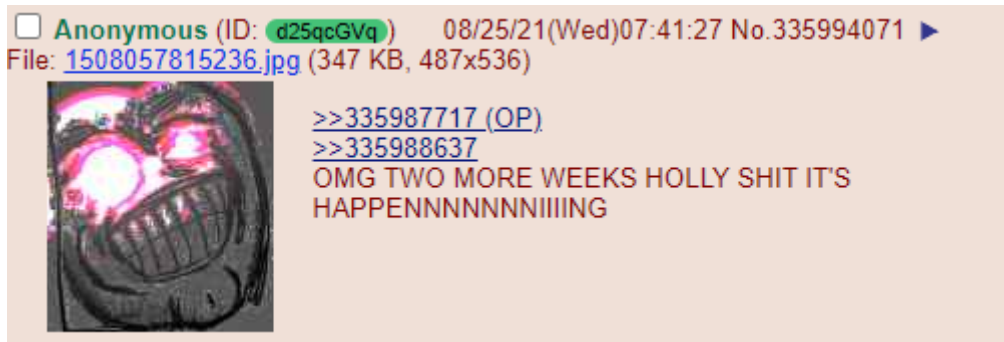 Anonymous (ID: d25qcGVq) 08/25/21(Wed)07:41:27 No.335994071 ▶
File: 1508057815236.jpg (347 KB, 487x536)
>>335987717 (OP)
>>335988637
OMG TWO MORE WEEKS HOLLY SHIT IT'S
HAPPENNNNNNNIIIING